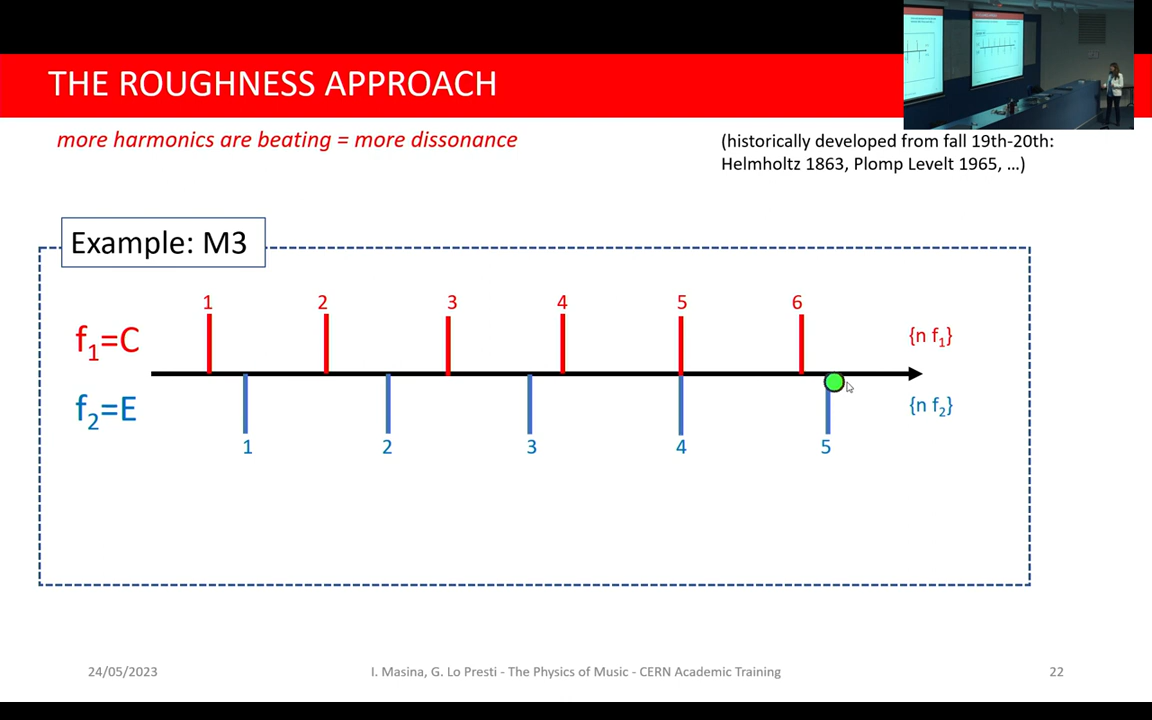 THE ROUGHNESS APPROACH
more harmonics are beating = more dissonance
(historically developed from fall 19th-20th:
Helmholtz 1863, Plomp Levelt 1965, …)
Example: M3
1 2 3 4 5 6
f₁=C
{n f₁}
f₂=E
{n f₂}
1 2 3 4 5
24/05/2023
I. Masina, G. Lo Presti - The Physics of Music - CERN Academic Training
22